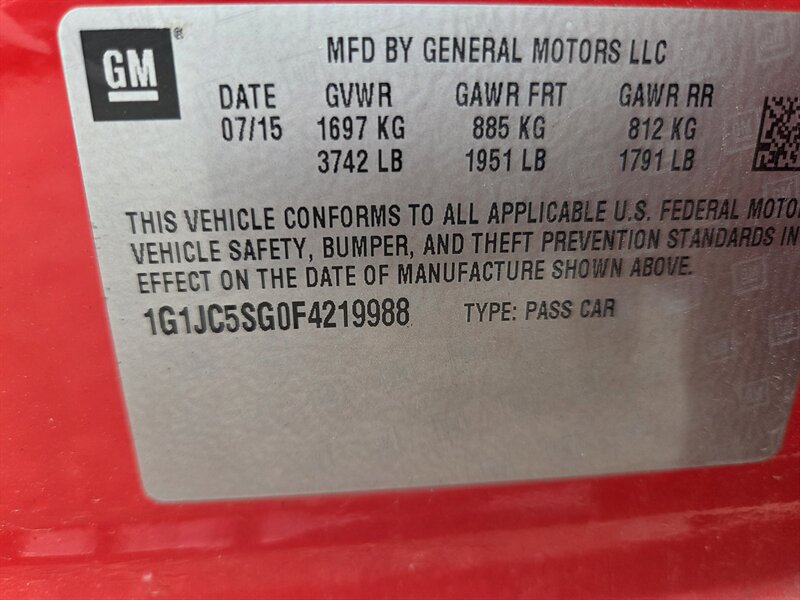 GM®
MFD BY GENERAL MOTORS LLC
DATE GVWR GAWR FRT GAWR RR
07/15 1697 KG 885 KG 812 KG
3742 LB 1951 LB 1791 LB
THIS VEHICLE CONFORMS TO ALL APPLICABLE U.S. FEDERAL MOTO
VEHICLE SAFETY, BUMPER, AND THEFT PREVENTION STANDARDS IN
EFFECT ON THE DATE OF MANUFACTURE SHOWN ABOVE.
1G1JC5SG0F4219988 TYPE: PASS CAR